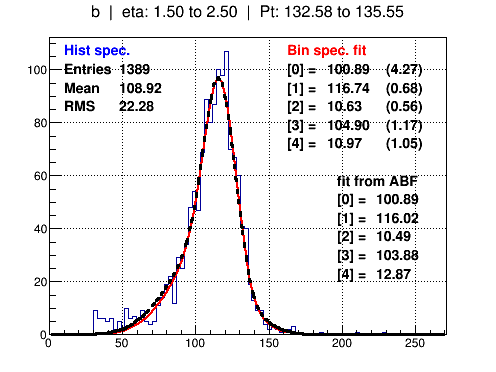 b | eta: 1.50 to 2.50 | Pt: 132.58 to 135.55
Hist spec.
Entries 1389
Mean 108.92
RMS 22.28
Bin spec. fit
[0] = 100.89 (4.27)
[1] = 116.74 (0.68)
[2] = 10.63 (0.56)
[3] = 104.90 (1.17)
[4] = 10.97 (1.05)
fit from ABF
[0] = 100.89
[1] = 116.02
[2] = 10.49
[3] = 103.88
[4] = 12.87
100
80
60
40
20
0
0 50 100 150 200 250